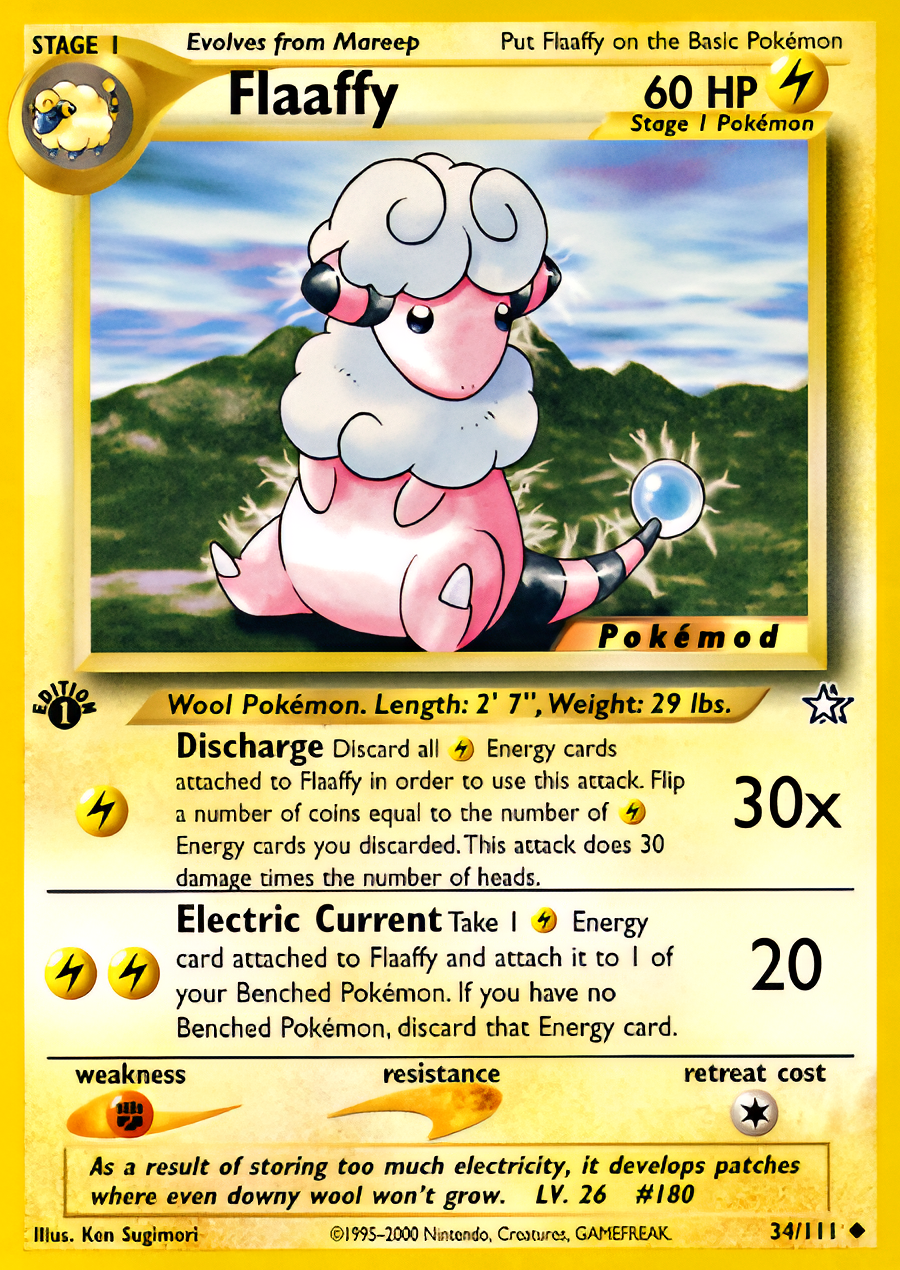 STAGE 1 Evolves from Mareep Put Flaaffy on the Basic Pokémon
Flaaffy 60 HP
Stage 1 Pokémon
Pokémod
EDITION
1
Wool Pokémon. Length: 2' 7", Weight: 29 lbs.
Discharge Discard all Energy cards
attached to Flaaffy in order to use this attack. Flip
a number of coins equal to the number of
Energy cards you discarded. This attack does 30
damage times the number of heads.
30x
Electric Current Take 1 Energy
card attached to Flaaffy and attach it to 1 of
your Benched Pokémon. If you have no
Benched Pokémon, discard that Energy card.
20
weakness resistance retreat cost
As a result of storing too much electricity, it develops patches
where even downy wool won't grow. LV. 26 #180
Illus. Ken Sugimori ©1995-2000 Nintendo, Creatures, GAMEFREAK 34/111